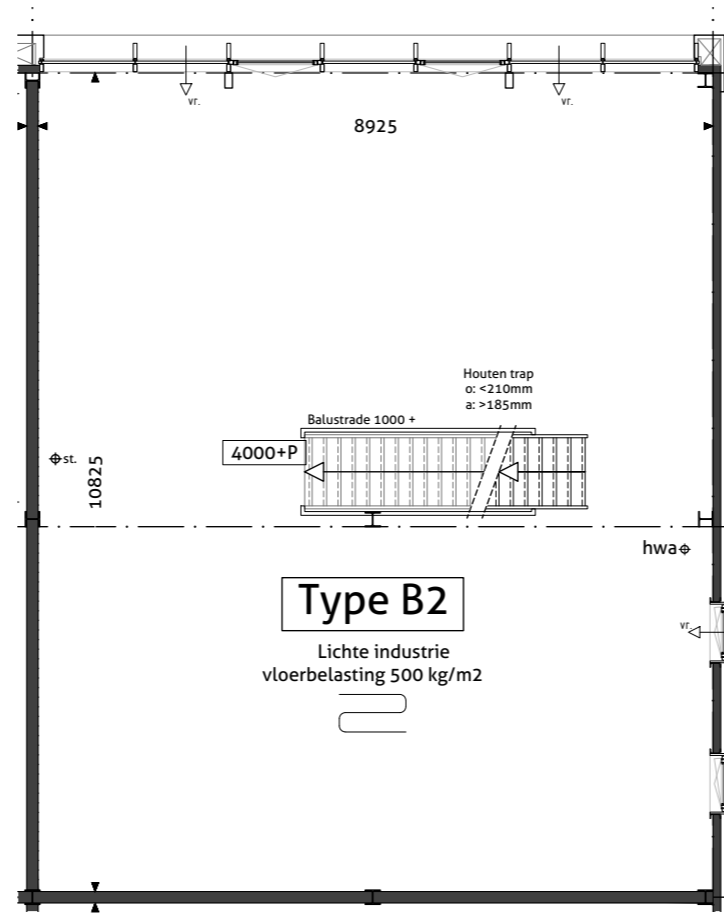 vr.
vr.
8925
Houten trap
o: <210mm
a: >185mm
Balustrade 1000 +
4000+P
st.
10825
hwa
Type B2
vr.
Lichte industrie
vloerbelasting 500 kg/m2